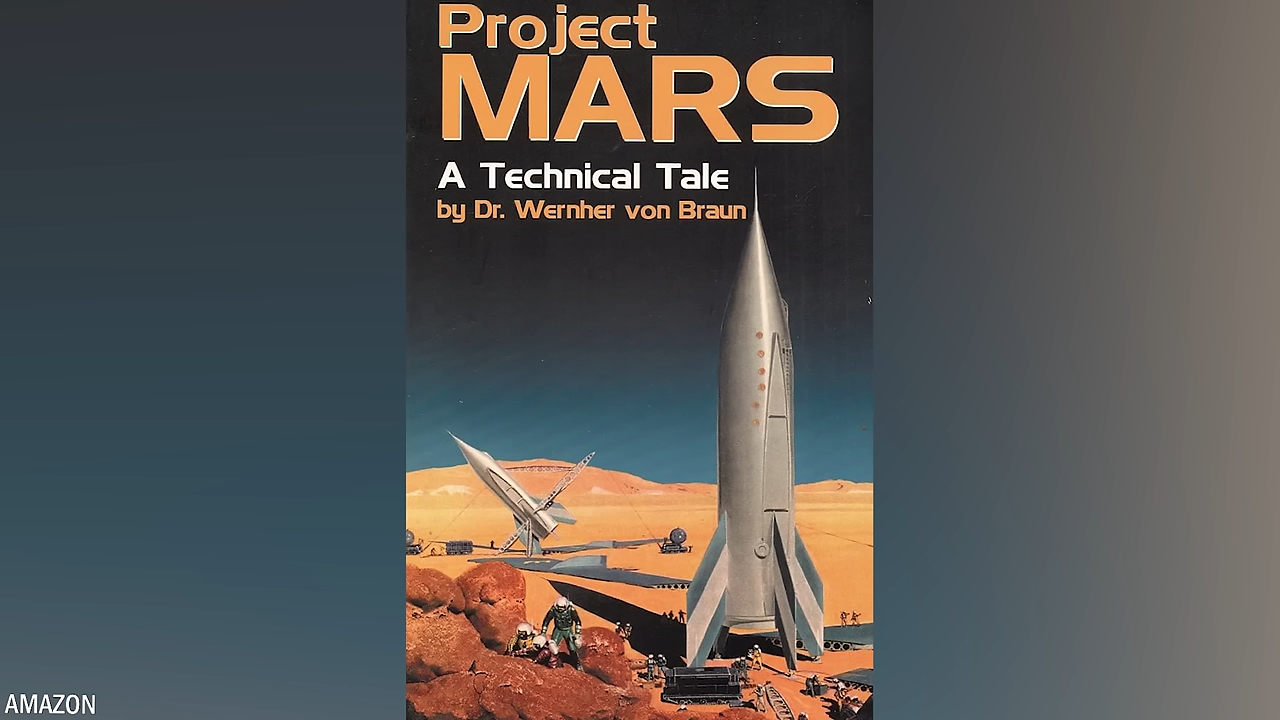 Project
MARS
A Technical Tale
by Dr. Wernher von Braun
AMAZON